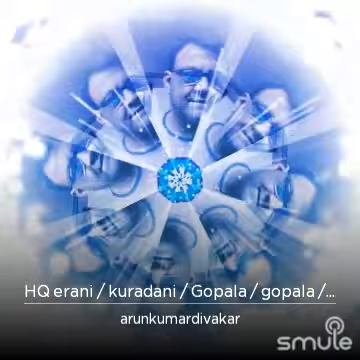 HQ erani / kuradani / Gopala / gopala /...
arunkumardivakar
smule